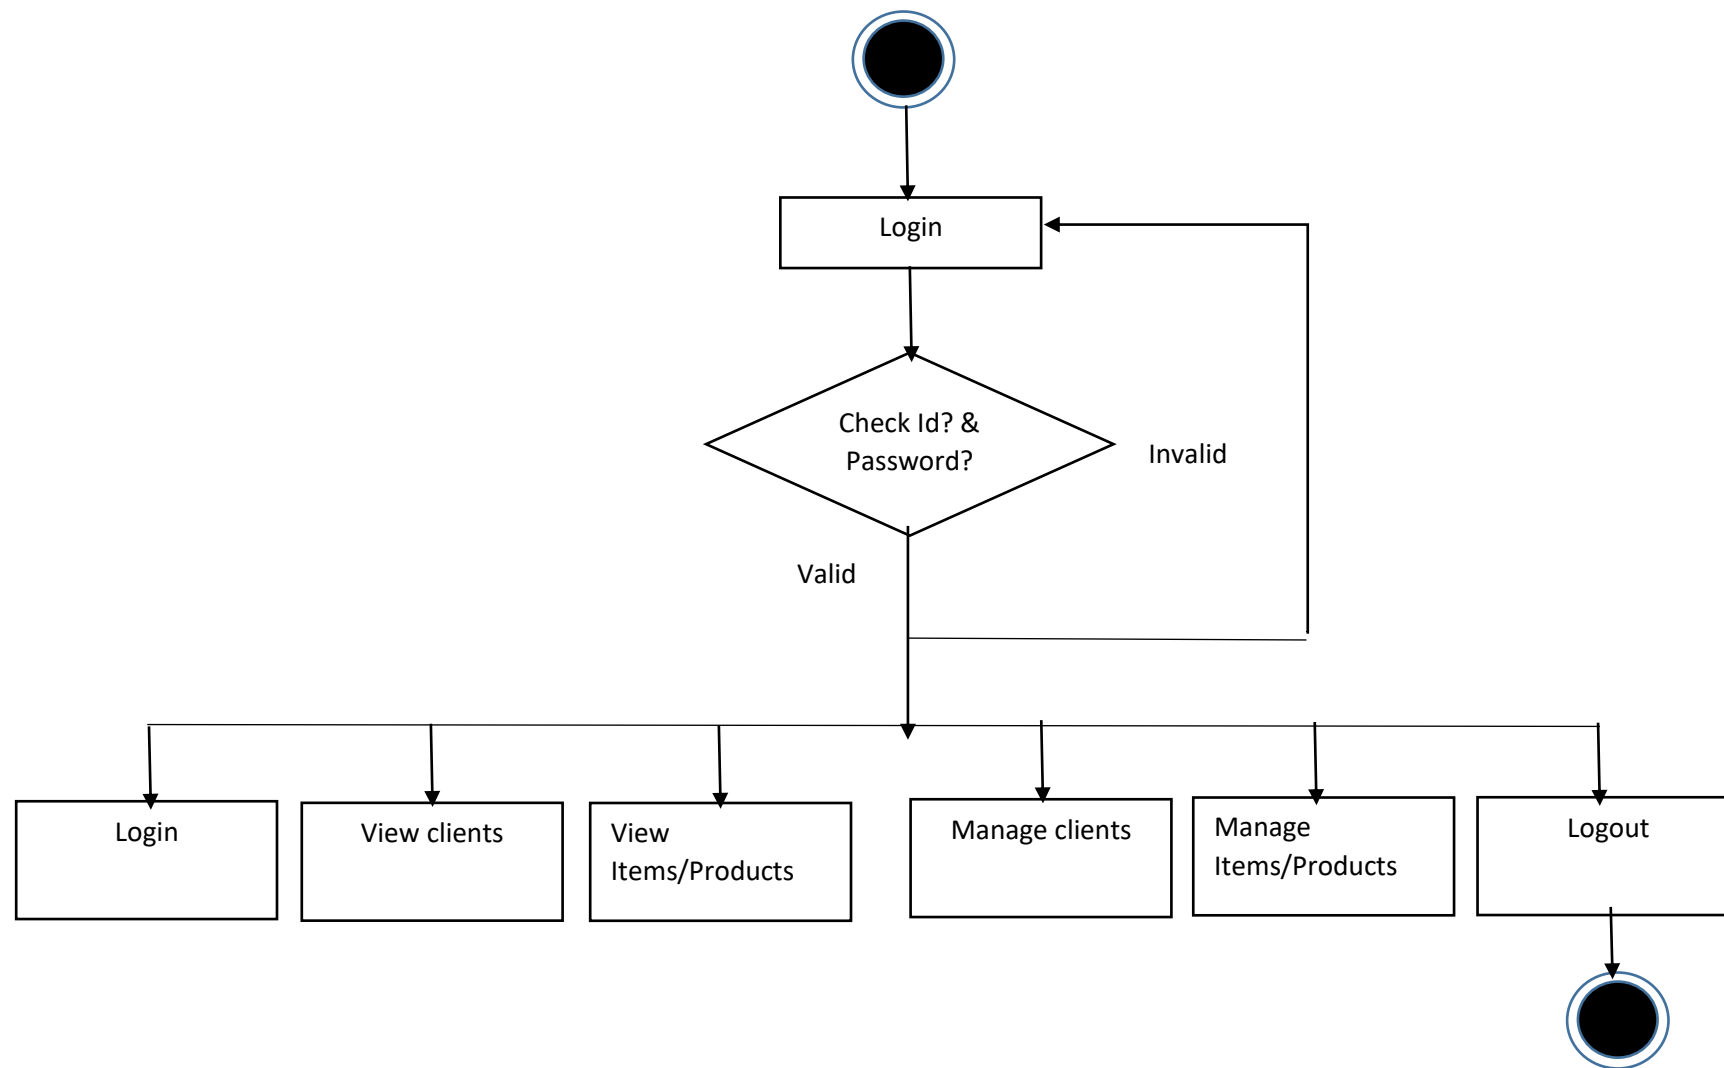 Login
Check Id? &
Password?
Invalid
Valid
Login
View clients
View
Items/Products
Manage clients
Manage
Items/Products
Logout